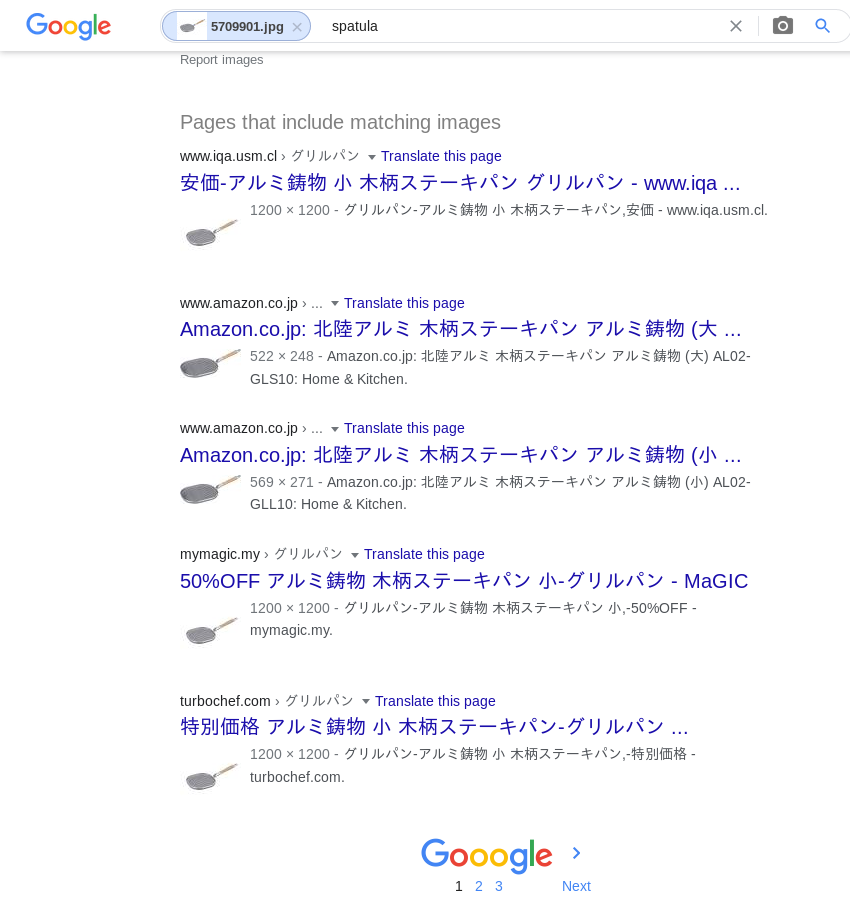 Google 5709901.jpg × spatula
Report images
Pages that include matching images
www.iqa.usm.cl › グリルパン Translate this page
安価-アルミ鋳物 小 木柄ステーキパン グリルパン - www.iqa ...
1200 × 1200 - グリルパン-アルミ鋳物 小 木柄ステーキパン,安価 - www.iqa.usm.cl.
www.amazon.co.jp › ... Translate this page
Amazon.co.jp: 北陸アルミ 木柄ステーキパン アルミ鋳物 (大 ...
522 × 248 - Amazon.co.jp: 北陸アルミ 木柄ステーキパン アルミ鋳物 (大) AL02-
GLS10: Home & Kitchen.
www.amazon.co.jp › ... Translate this page
Amazon.co.jp: 北陸アルミ 木柄ステーキパン アルミ鋳物 (小 ...
569 × 271 - Amazon.co.jp: 北陸アルミ 木柄ステーキパン アルミ鋳物 (小) AL02-
GLL10: Home & Kitchen.
mymagic.my › グリルパン Translate this page
50%OFF アルミ鋳物 木柄ステーキパン 小-グリルパン - MaGIC
1200 × 1200 - グリルパン-アルミ鋳物 木柄ステーキパン 小,-50%OFF -
mymagic.my.
turbochef.com › グリルパン Translate this page
特別価格 アルミ鋳物 小 木柄ステーキパン-グリルパン ...
1200 × 1200 - グリルパン-アルミ鋳物 小 木柄ステーキパン,-特別価格 -
turbochef.com.
Gooogle
1 2 3 Next